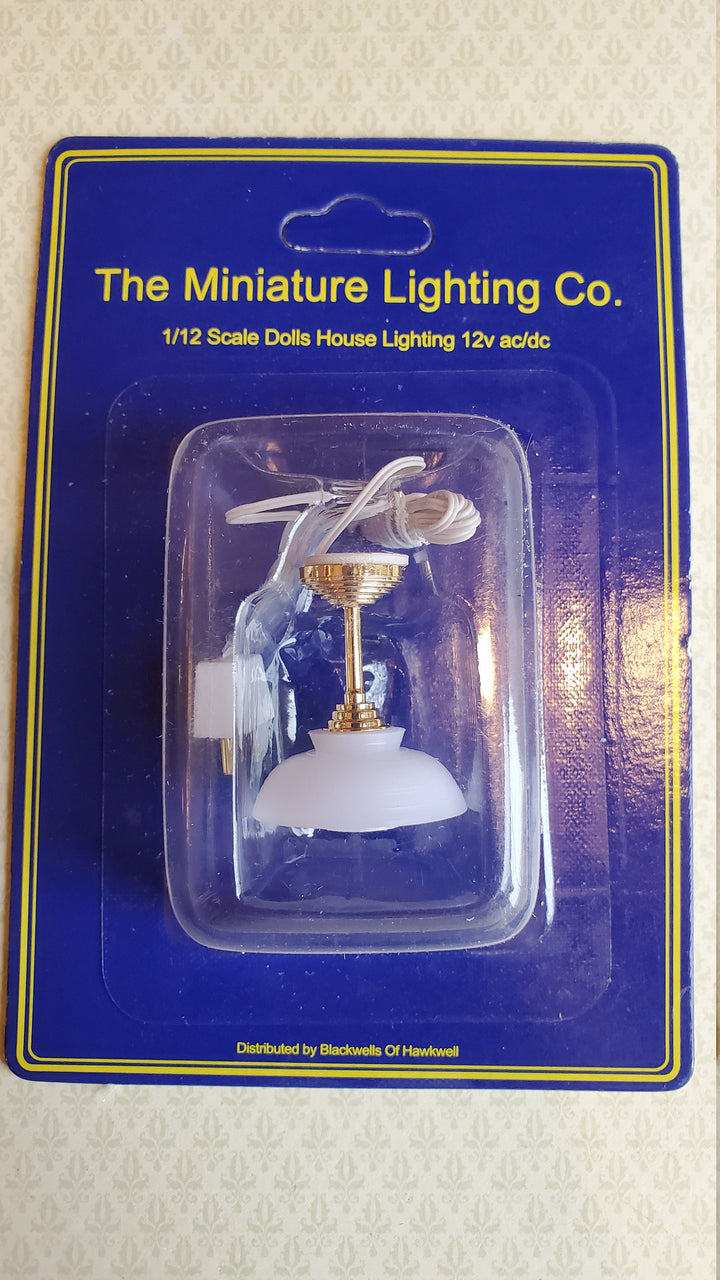 The Miniature Lighting Co.
1/12 Scale Dolls House Lighting 12v ac/dc
Distributed by Blackwells Of Hawkwell